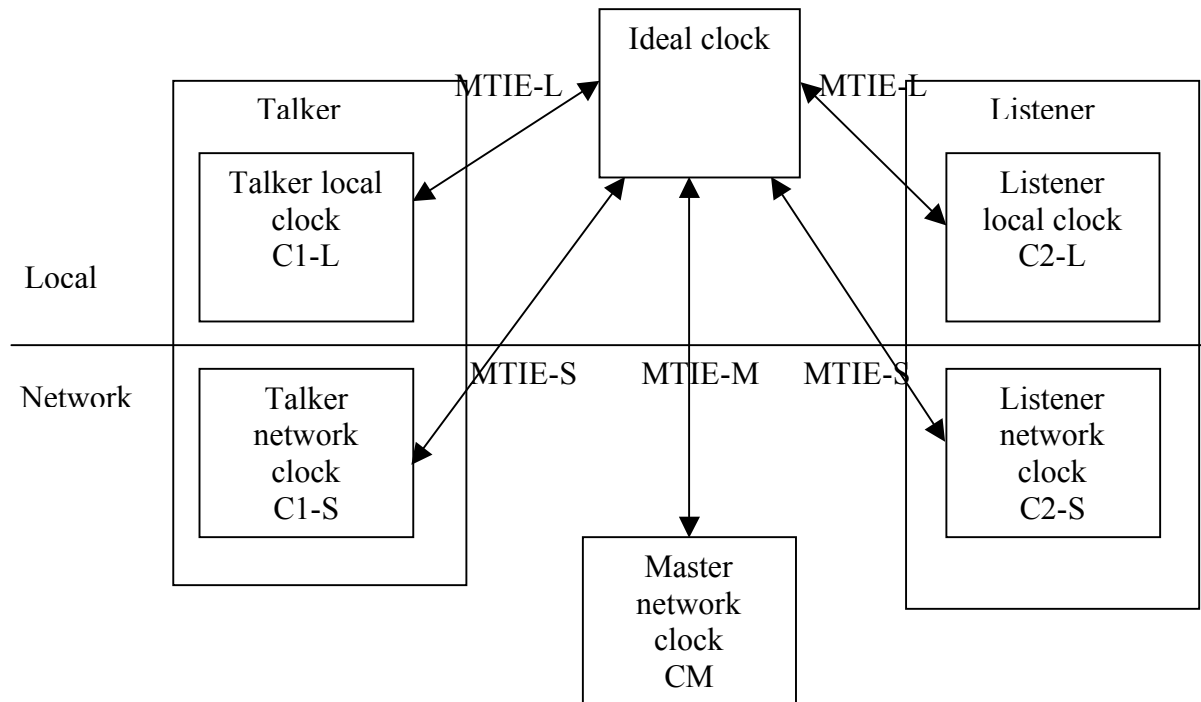 Ideal clock
MTIE-L
MTIE-L
Talker
Listener
Talker local
clock
C1-L
Listener
local clock
C2-L
Local
MTIE-S
MTIE-M
MTIE-S
Network
Talker
network
clock
C1-S
Listener
network
clock
C2-S
Master
network
clock
CM